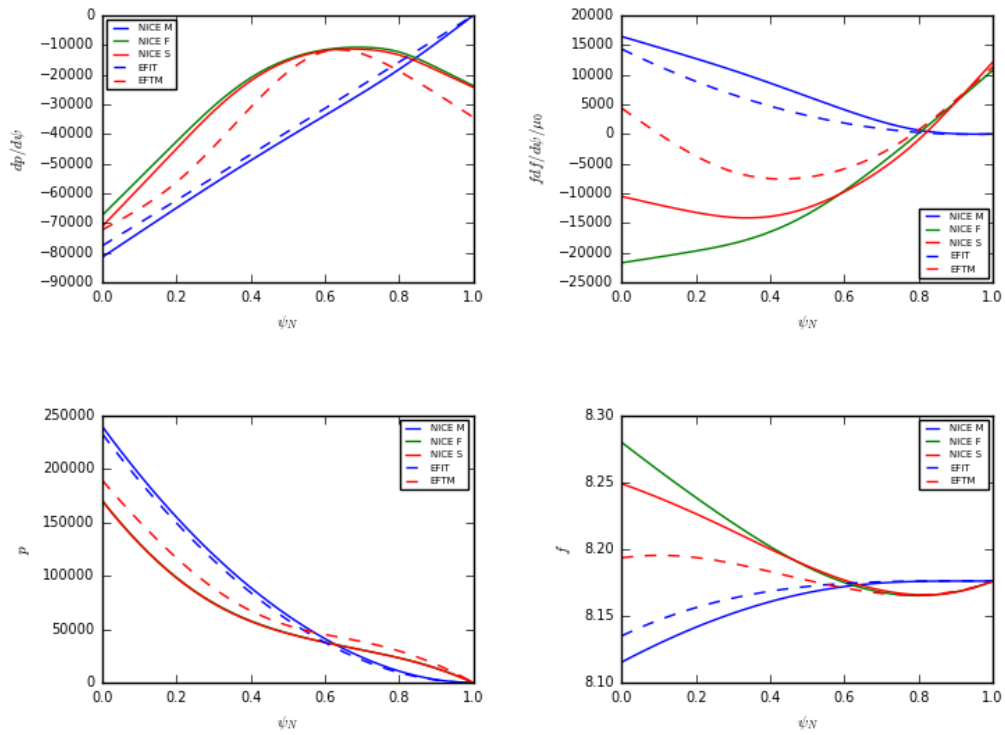 0
−10000
−20000
−30000
−40000
−50000
−60000
−70000
−80000
−90000
dp/dψ
NICE M
NICE F
NICE S
EFIT
EFTM
0.0 0.2 0.4 0.6 0.8 1.0
ψ_N
20000
15000
10000
5000
0
−5000
−10000
−15000
−20000
−25000
fdf/dψ/μ0
NICE M
NICE F
NICE S
EFIT
EFTM
0.0 0.2 0.4 0.6 0.8 1.0
ψ_N
250000
200000
150000
100000
50000
0
p
NICE M
NICE F
NICE S
EFIT
EFTM
0.0 0.2 0.4 0.6 0.8 1.0
ψ_N
8.30
8.25
8.20
8.15
8.10
f
NICE M
NICE F
NICE S
EFIT
EFTM
0.0 0.2 0.4 0.6 0.8 1.0
ψ_N